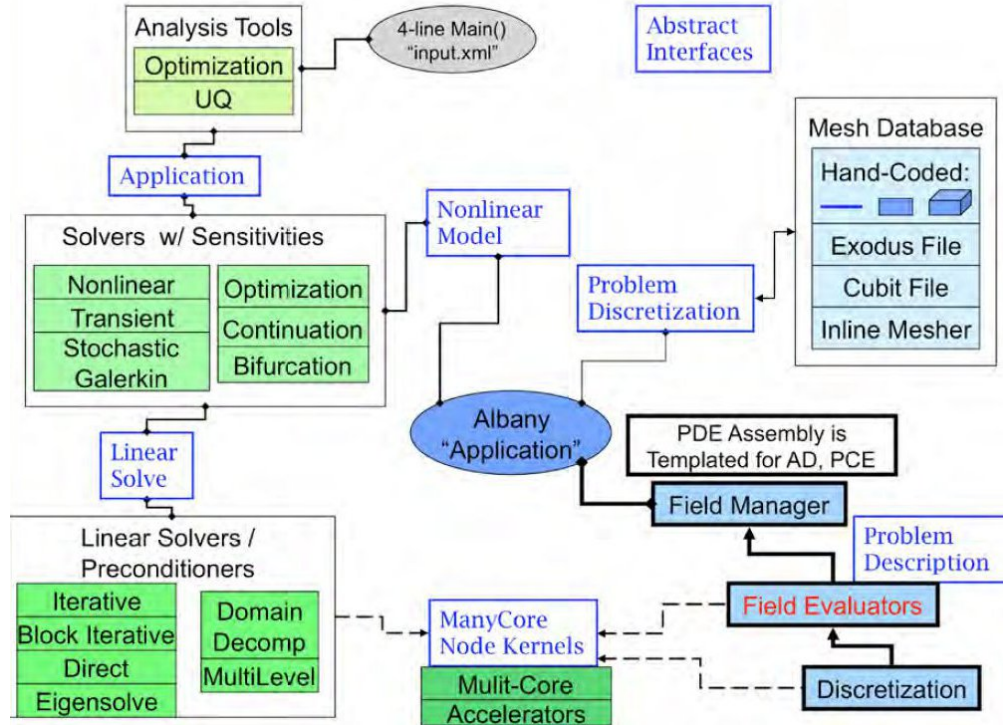 Analysis Tools
Optimization
UQ
4-line Main()
“input.xml”
Abstract
Interfaces
Application
Mesh Database
Hand-Coded:
Exodus File
Cubit File
Inline Mesher
Solvers w/ Sensitivities
Nonlinear
Transient
Stochastic
Galerkin
Optimization
Continuation
Bifurcation
Nonlinear
Model
Problem
Discretization
Albany
“Application”
PDE Assembly is
Templated for AD, PCE
Field Manager
Problem
Description
Field Evaluators
Discretization
Linear
Solve
Linear Solvers /
Preconditioners
Iterative
Block Iterative
Direct
Eigensolve
Domain
Decomp
MultiLevel
ManyCore
Node Kernels
Mulit-Core
Accelerators